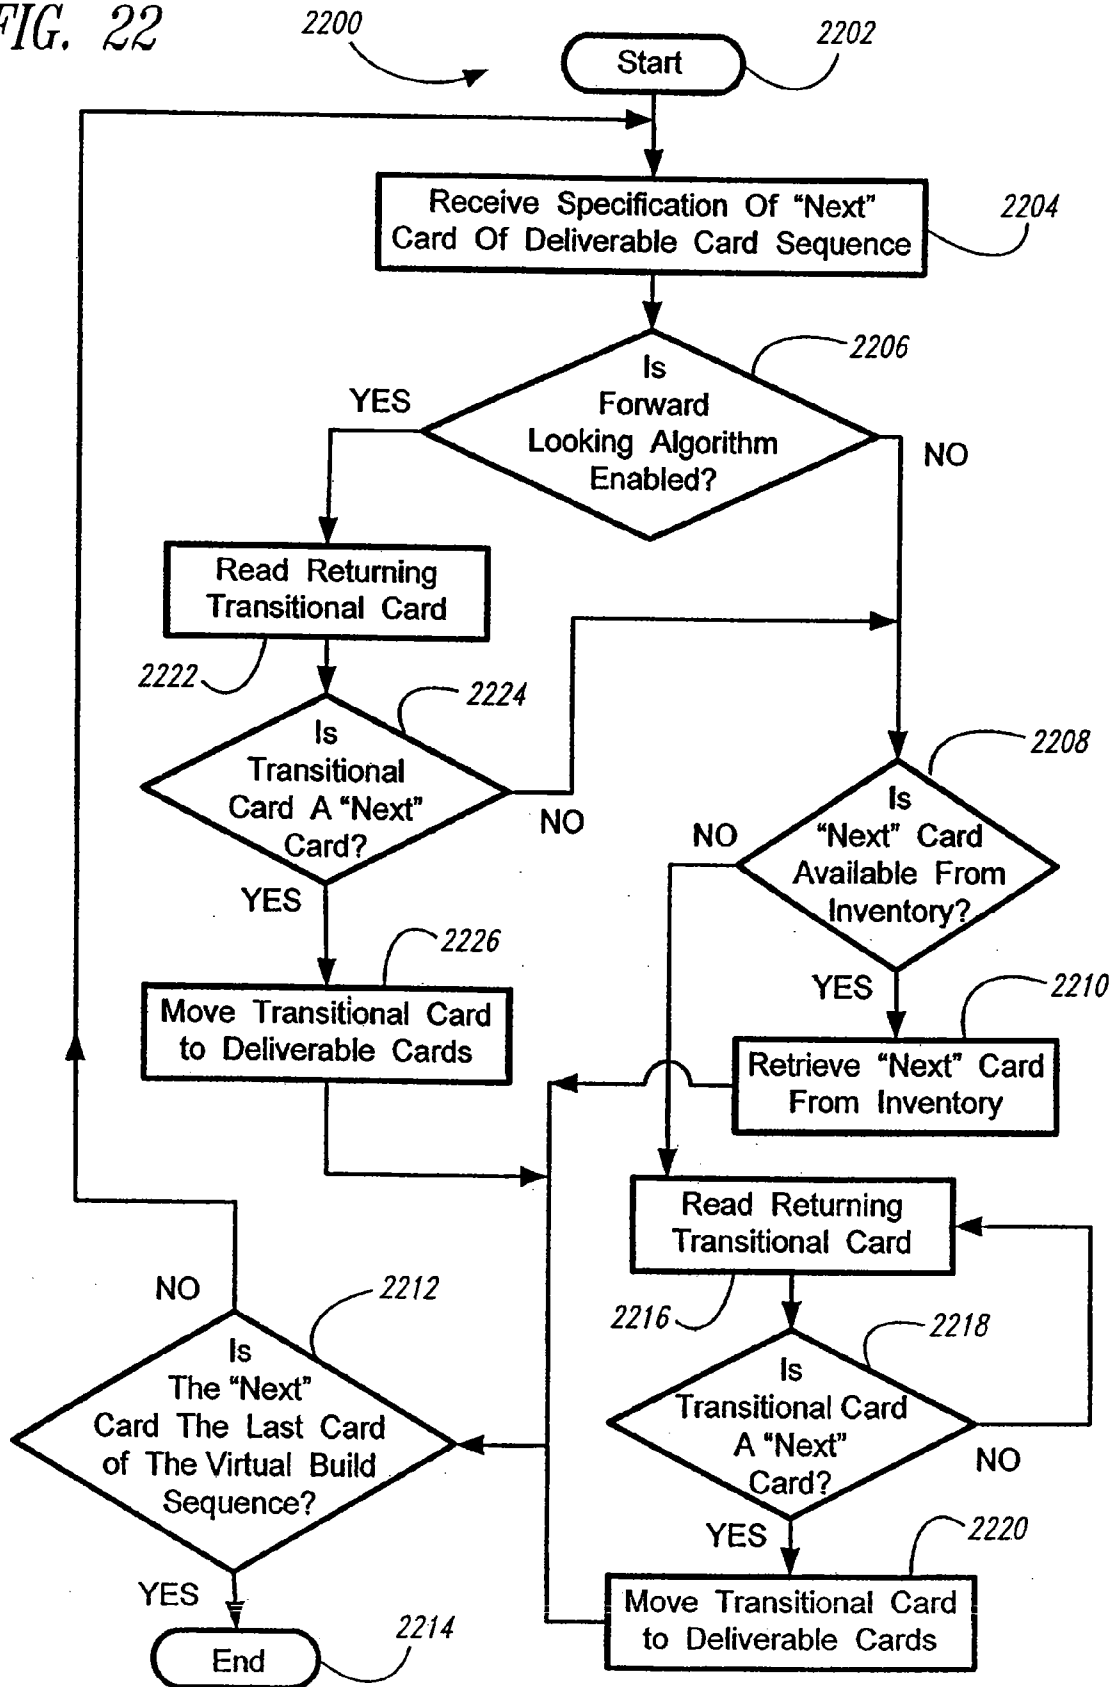 FIG. 22
2200
Start
2202
Receive Specification Of "Next"
Card Of Deliverable Card Sequence
2204
Is
Forward
Looking Algorithm
Enabled?
2206
YES
NO
Read Returning
Transitional Card
2222
Is
Transitional
Card A "Next"
Card?
2224
NO
YES
Is
"Next" Card
Available From
Inventory?
2208
NO
YES
Move Transitional Card
to Deliverable Cards
2226
Retrieve "Next" Card
From Inventory
2210
Read Returning
Transitional Card
2216
Is
Transitional Card
A "Next"
Card?
2218
NO
YES
Move Transitional Card
to Deliverable Cards
2220
NO
Is
The "Next"
Card The Last Card
of The Virtual Build
Sequence?
2212
YES
End
2214